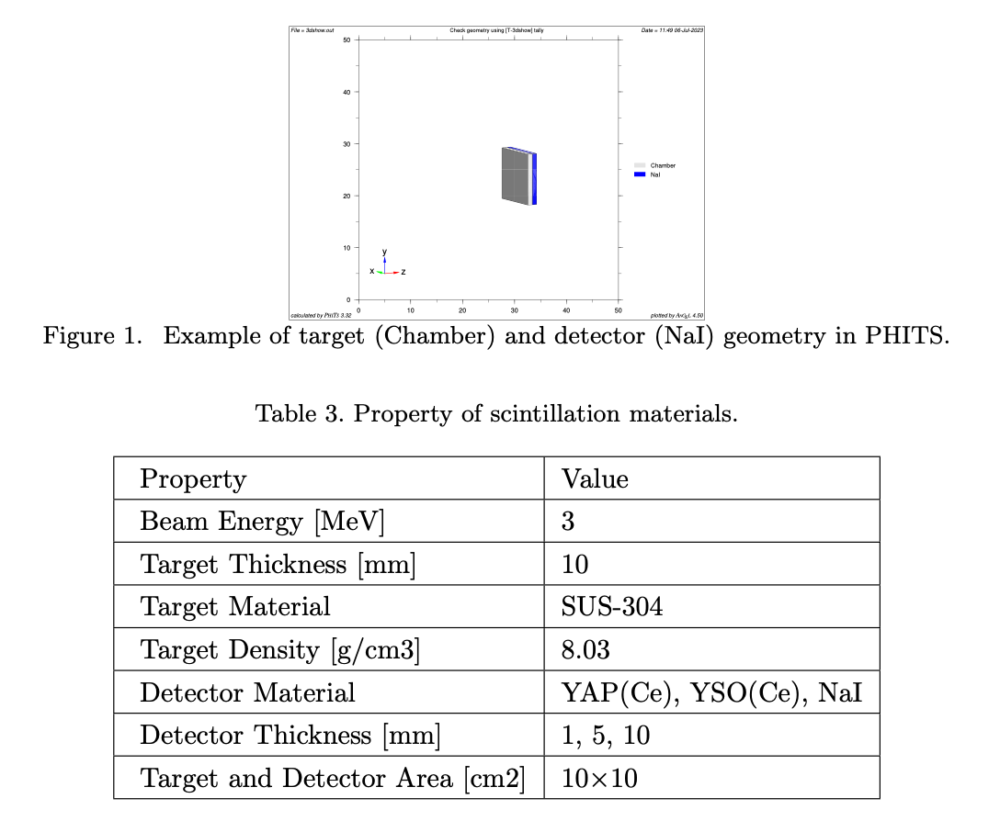 File = 3dshow.out Check geometry using [T-3dshow] tally Date = 11:49 06-Jul-2023
50
40
30
20
10
0
0 10 20 30 40 50
Chamber
NaI
y
x z
calculated by PHITS 3.32 plotted by ANGEL 4.50
Figure 1. Example of target (Chamber) and detector (NaI) geometry in PHITS.
Table 3. Property of scintillation materials.
Property Value
Beam Energy [MeV] 3
Target Thickness [mm] 10
Target Material SUS-304
Target Density [g/cm3] 8.03
Detector Material YAP(Ce), YSO(Ce), NaI
Detector Thickness [mm] 1, 5, 10
Target and Detector Area [cm2] 10×10